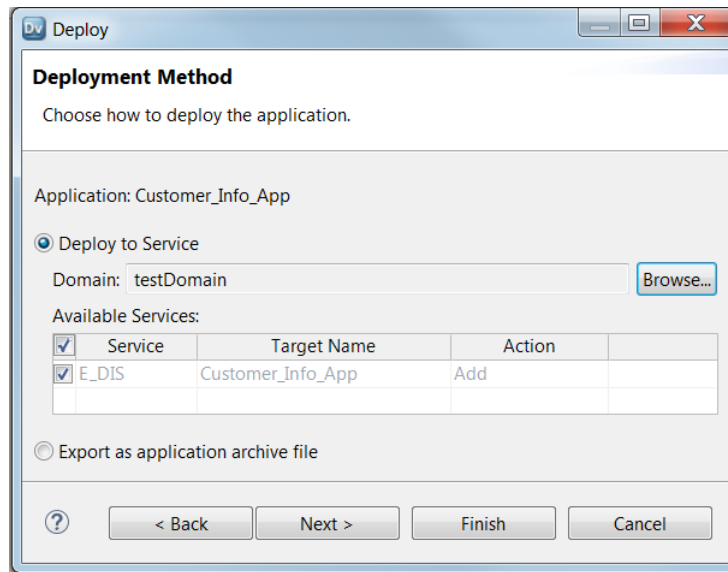 Dv Deploy
Deployment Method
Choose how to deploy the application.
Application: Customer_Info_App
Deploy to Service
Domain: testDomain Browse...
Available Services:
Service Target Name Action
E_DIS Customer_Info_App Add
Export as application archive file
? < Back Next > Finish Cancel